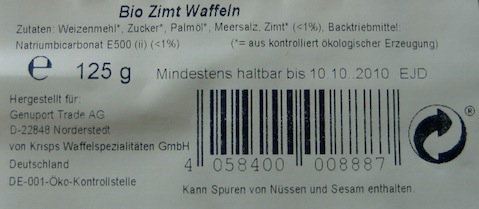 Bio Zimt Waffeln
Zutaten: Weizenmehl*, Zucker*, Palmöl*, Meersalz, Zimt* (<1%), Backtriebmittel:
Natriumbicarbonat E500 (ii) (<1%) (*= aus kontrolliert ökologischer Erzeugung)
℮ 125 g Mindestens haltbar bis 10 10..2010 EJD
Hergestellt für:
Genuport Trade AG
D-22848 Norderstedt
von Krisps Waffelspezialitäten GmbH
Deutschland
DE-001-Öko-Kontrollstelle
4 058400 008887
®
Kann Spuren von Nüssen und Sesam enthalten.